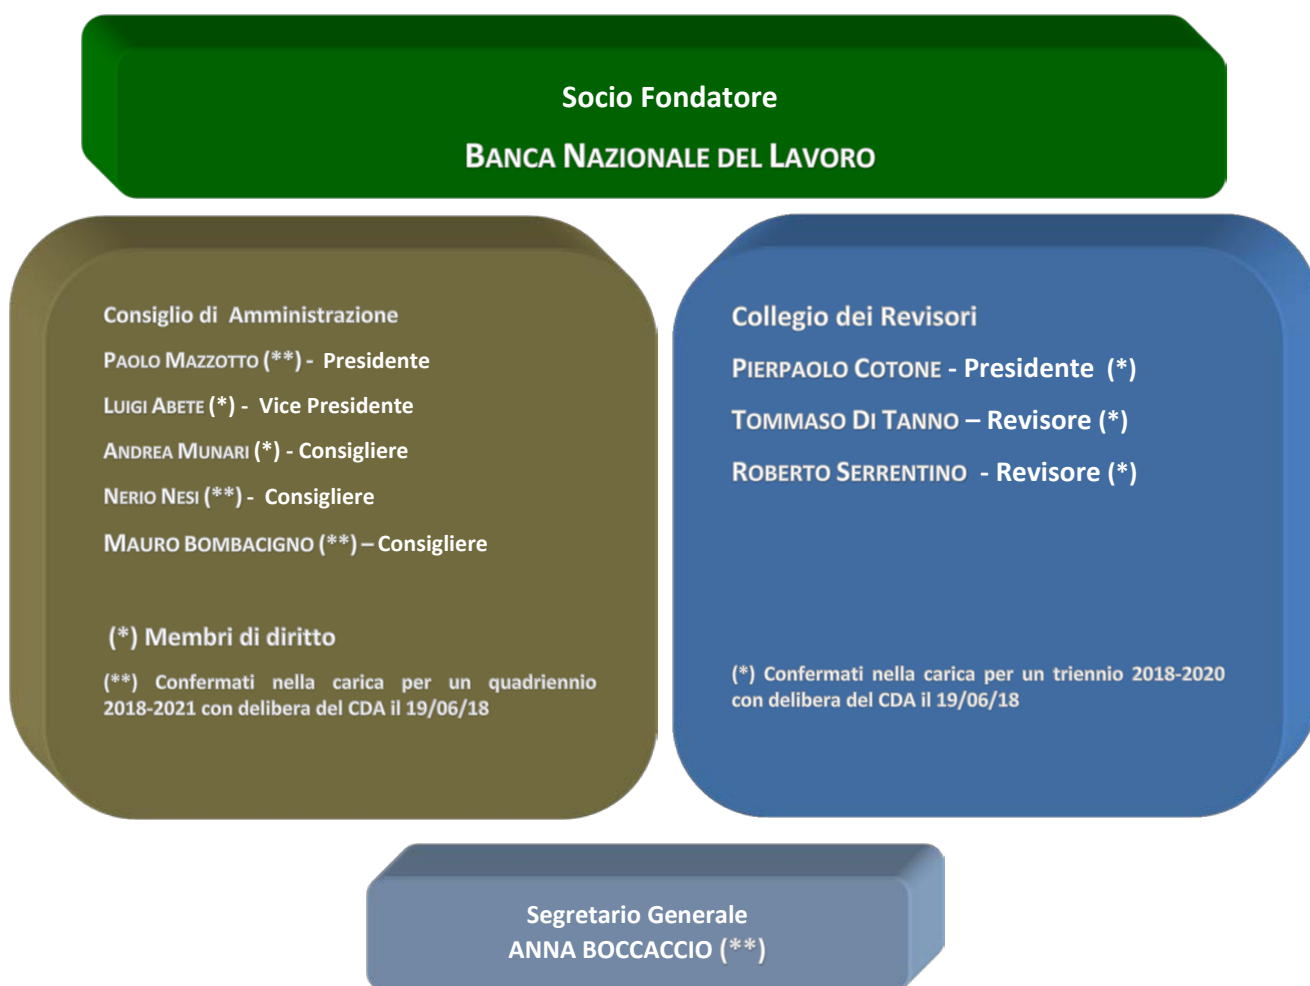 Socio Fondatore
BANCA NAZIONALE DEL LAVORO
Consiglio di Amministrazione
PAOLO MAZZOTTO (**) - Presidente
LUIGI ABETE (*) - Vice Presidente
ANDREA MUNARI (*) - Consigliere
NERIO NESI (**) - Consigliere
MAURO BOMBACIGNO (**) – Consigliere
(*) Membri di diritto
(**) Confermati nella carica per un quadriennio
2018-2021 con delibera del CDA il 19/06/18
Collegio dei Revisori
PIERPAOLO COTONE - Presidente (*)
TOMMASO DI TANNO – Revisore (*)
ROBERTO SERRENTINO - Revisore (*)
(*) Confermati nella carica per un triennio 2018-2020
con delibera del CDA il 19/06/18
Segretario Generale
ANNA BOCCACCIO (**)